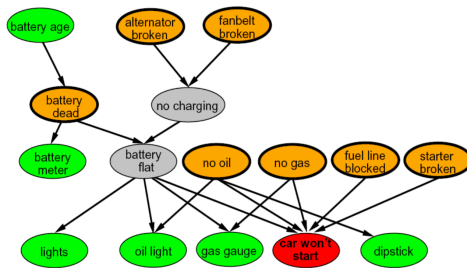 battery age
alternator
broken
fanbelt
broken
battery
dead
no charging
battery
meter
battery
flat
no oil
no gas
fuel line
blocked
starter
broken
lights
oil light
gas gauge
car won't
start
dipstick